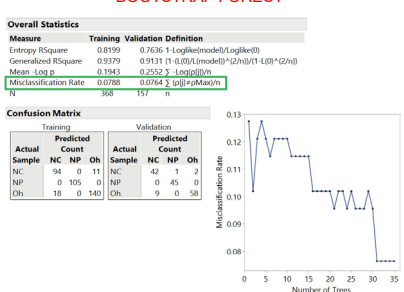 BOOTSTRAP FOREST
Overall Statistics
Measure Training Validation Definition
Entropy RSquare 0.8199 0.7636 1-Loglike(model)/Loglike(0)
Generalized RSquare 0.9379 0.9131 (1-(L(0)/L(model))^(2/n))/(1-L(0)^(2/n))
Mean -Log p 0.1943 0.2552 ∑ -Log(ρ[j])/n
Misclassification Rate 0.0788 0.0764 ∑ (ρ[j]≠ρMax)/n
N 368 157 n
Confusion Matrix
Training Validation
Predicted Predicted
Actual Count Actual Count
Sample NC NP Oh Sample NC NP Oh
NC 94 0 11 NC 42 1 2
NP 0 105 0 NP 0 45 0
Oh 18 0 140 Oh 9 0 58
0.13
0.12
0.11
0.10
0.09
0.08
Misclassification Rate
0 5 10 15 20 25 30 35
Number of Trees